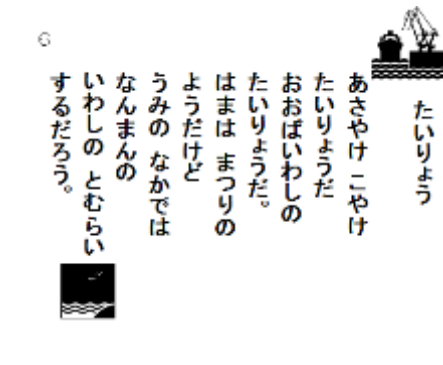 たいりょう
あさやけ こやけ
たいりょうだ
おおばいわしの
たいりょうだ。
はまは まつりの
ようだけど
うみの なかでは
なんまんの
いわしの とむらい
するだろう。